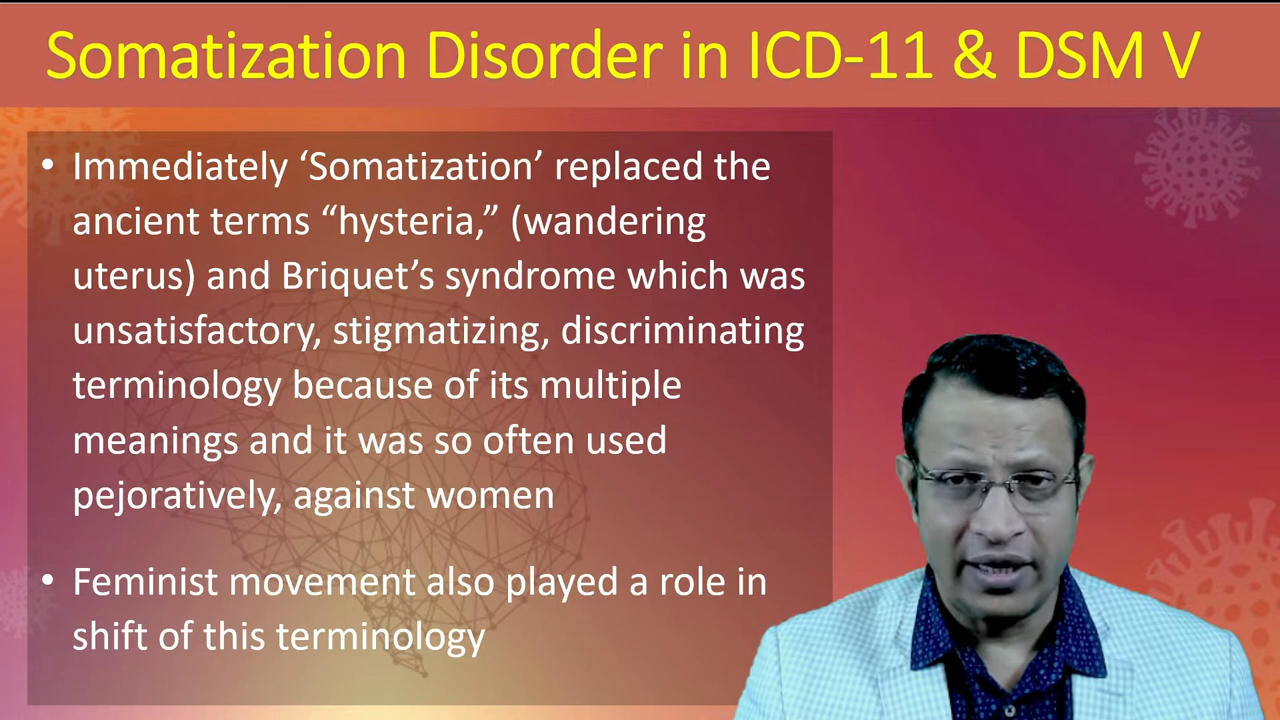 Somatization Disorder in ICD-11 & DSM V
• Immediately ‘Somatization’ replaced the
ancient terms “hysteria,” (wandering
uterus) and Briquet’s syndrome which was
unsatisfactory, stigmatizing, discriminating
terminology because of its multiple
meanings and it was so often used
pejoratively, against women
• Feminist movement also played a role in
shift of this terminology